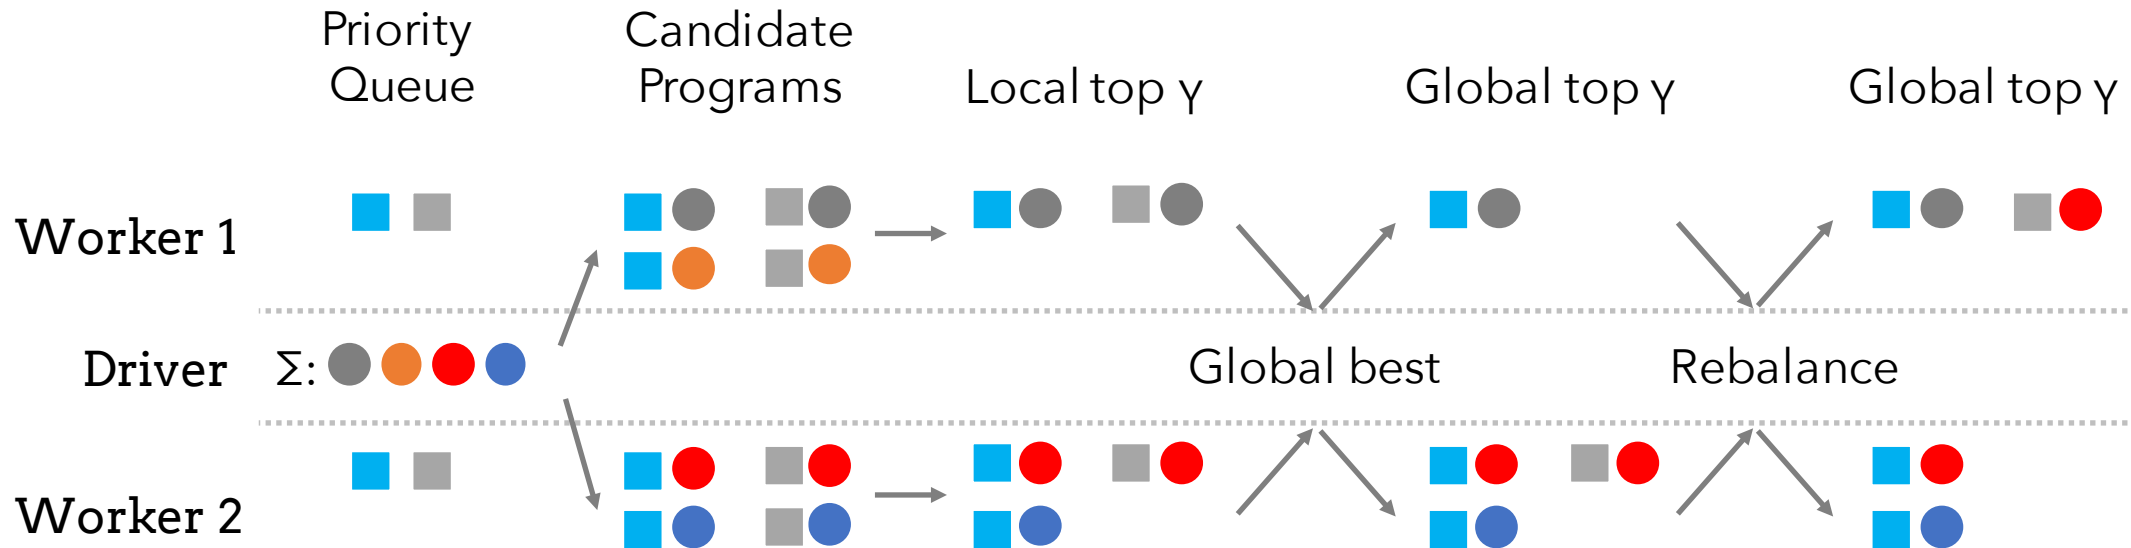 Priority
Queue
Candidate
Programs
Local top γ
Global top γ
Global top γ
Worker 1
Driver
Σ:
Global best
Rebalance
Worker 2